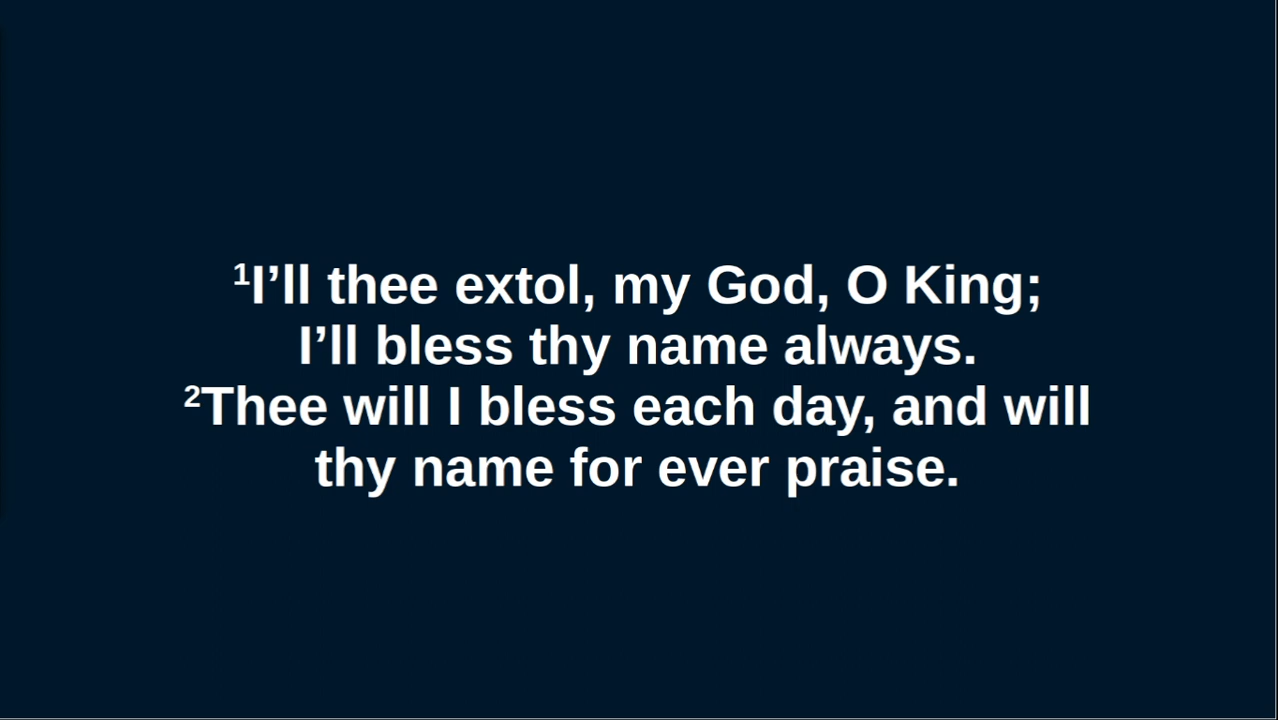 ¹I’ll thee extol, my God, O King;
I’ll bless thy name always.
²Thee will I bless each day, and will
thy name for ever praise.